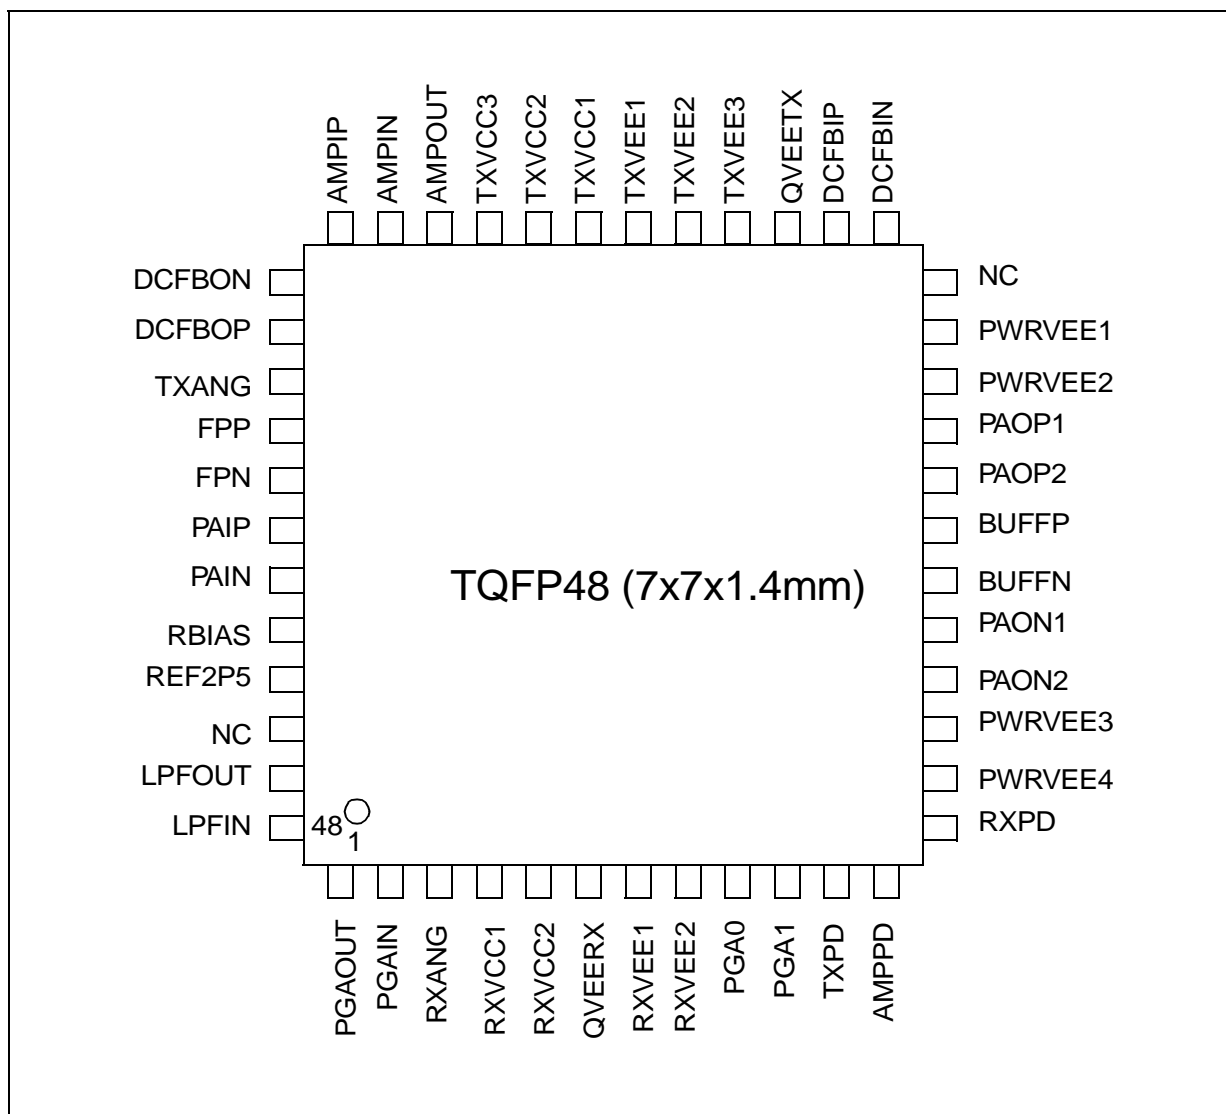 AMPIP
AMPIN
AMPOUT
TXVCC3
TXVCC2
TXVCC1
TXVEE1
TXVEE2
TXVEE3
QVEETX
DCFBIP
DCFBIN
DCFBON
DCFBOP
TXANG
FPP
FPN
PAIP
PAIN
RBIAS
REF2P5
NC
LPFOUT
LPFIN
TQFP48 (7x7x1.4mm)
48
1
NC
PWRVEE1
PWRVEE2
PAOP1
PAOP2
BUFFP
BUFFN
PAON1
PAON2
PWRVEE3
PWRVEE4
RXPD
PGAOUT
PGAIN
RXANG
RXVCC1
RXVCC2
QVEERX
RXVEE1
RXVEE2
PGA0
PGA1
TXPD
AMPPD